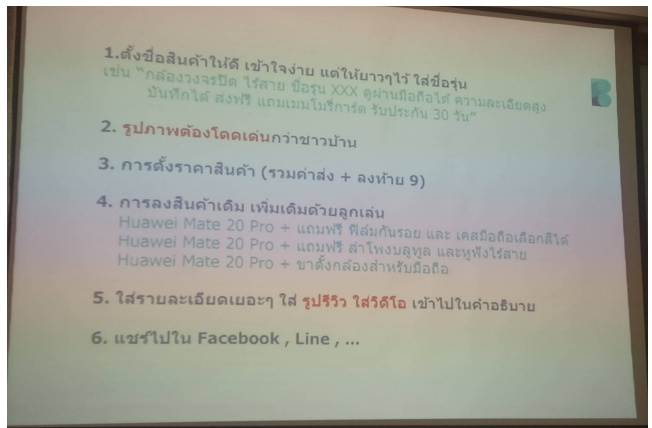 1.ตั้งชื่อสินค้าให้ดี เข้าใจง่าย แต่ให้ยาวๆไว้ ใส่ชื่อรุ่น
เช่น "กล้องวงจรปิด ไร้สาย ชื่อรุ่น XXX ดูผ่านมือถือได้ ความละเอียดสูง
บันทึกได้ ส่งฟรี แถมเมมโมรี่การ์ด รับประกัน 30 วัน"
2. รูปภาพต้องโดดเด่นกว่าชาวบ้าน
3. การตั้งราคาสินค้า (รวมค่าส่ง + ลงท้าย 9)
4. การลงสินค้าเดิม เพิ่มเติมด้วยลูกเล่น
Huawei Mate 20 Pro + แถมฟรี ฟิล์มกันรอย และ เคสมือถือเลือกสีได้
Huawei Mate 20 Pro + แถมฟรี ลำโพงบลูทูล และหูฟังไร้สาย
Huawei Mate 20 Pro + ขาตั้งกล้องสำหรับมือถือ
5. ใส่รายละเอียดเยอะๆ ใส่ รูปรีวิว ใส่วิดีโอ เข้าไปในคำอธิบาย
6. แชร์ไปใน Facebook , Line , ...